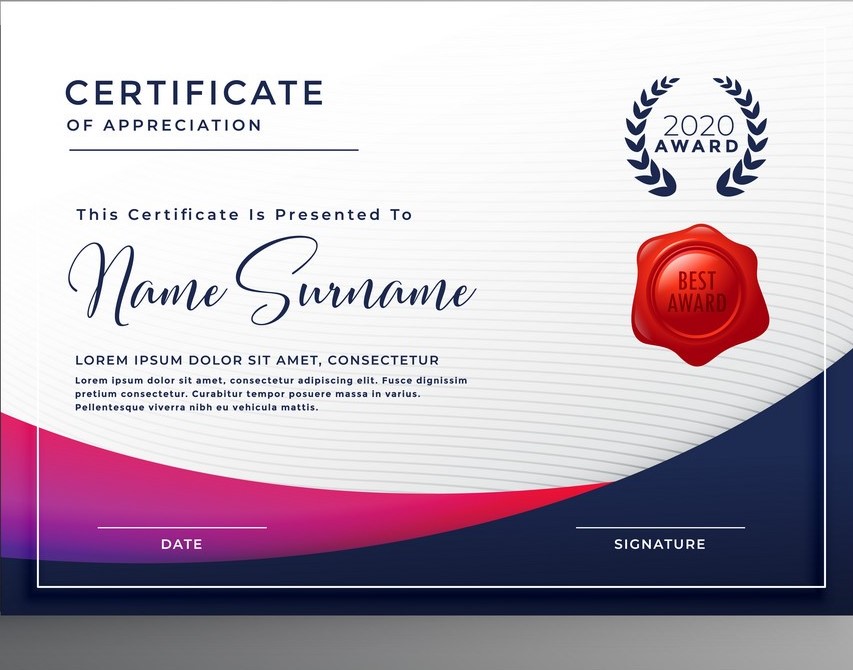 CERTIFICATE
OF APPRECIATION
2020
AWARD
This Certificate Is Presented To
Name Surname
BEST
AWARD
LOREM IPSUM DOLOR SIT AMET, CONSECTETUR
Lorem ipsum dolor sit amet, consectetur adipiscing elit. Fusce dignissim
pretium consectetur. Curabitur tempor posuere massa in varius.
Pellentesque viverra nibh eu vehicula mattis.
DATE
SIGNATURE